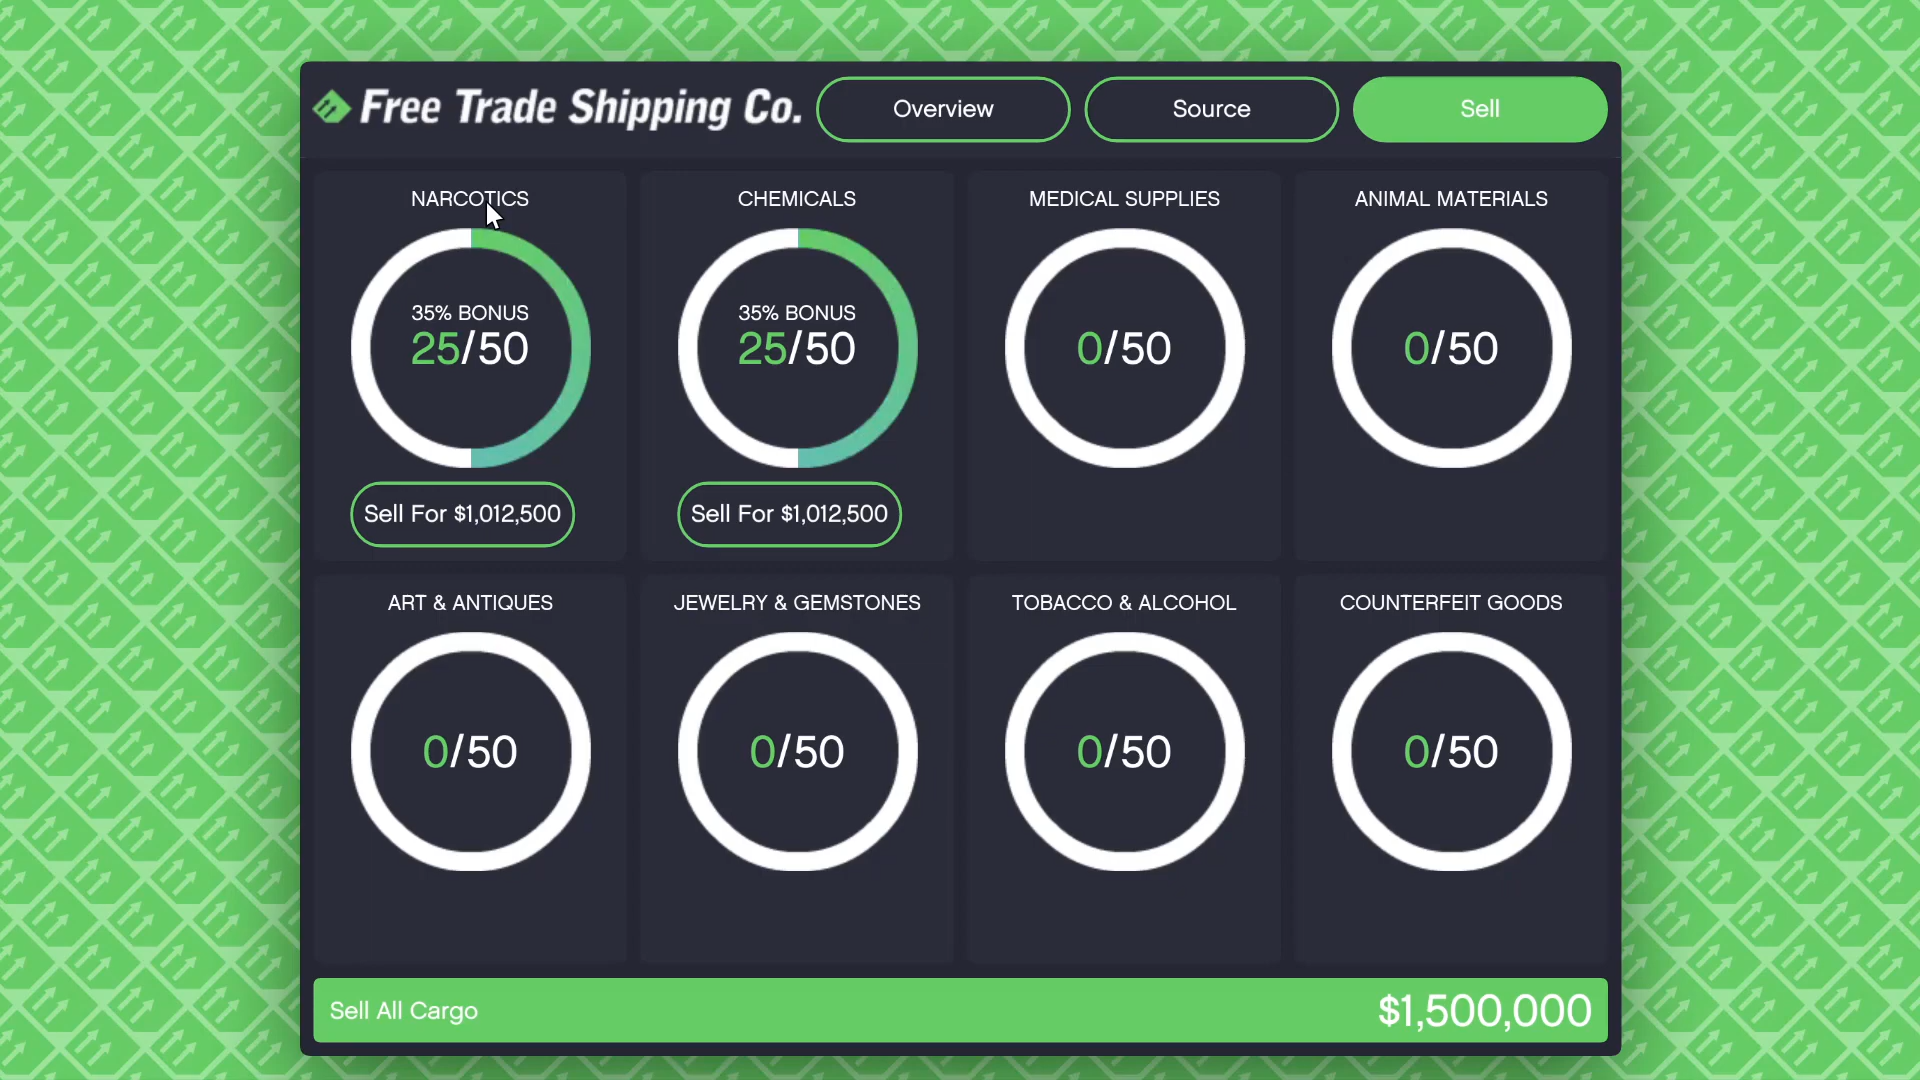 Free Trade Shipping Co.
Overview
Source
Sell
NARCOTICS
35% BONUS
25/50
Sell For $1,012,500
CHEMICALS
35% BONUS
25/50
Sell For $1,012,500
MEDICAL SUPPLIES
0/50
ANIMAL MATERIALS
0/50
ART & ANTIQUES
0/50
JEWELRY & GEMSTONES
0/50
TOBACCO & ALCOHOL
0/50
COUNTERFEIT GOODS
0/50
Sell All Cargo
$1,500,000